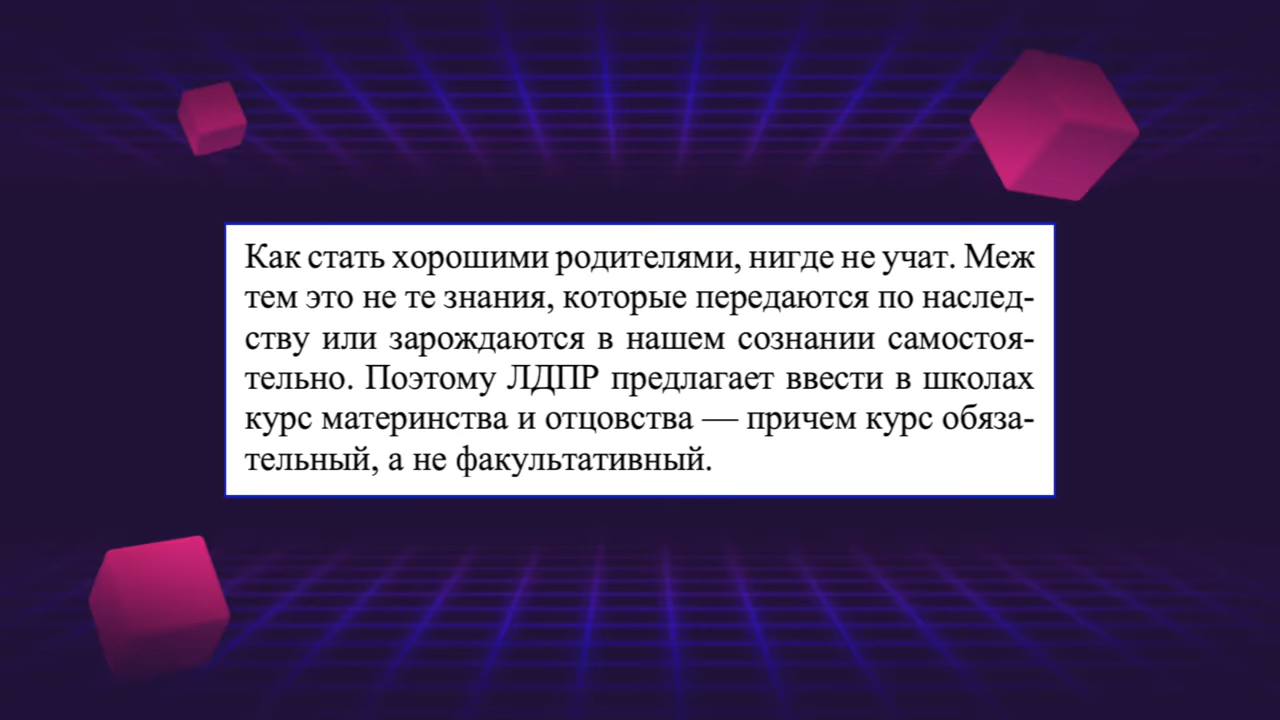 Как стать хорошими родителями, нигде не учат. Меж
тем это не те знания, которые передаются по наслед-
ству или зарождаются в нашем сознании самостоя-
тельно. Поэтому ЛДПР предлагает ввести в школах
курс материнства и отцовства — причем курс обяза-
тельный, а не факультативный.